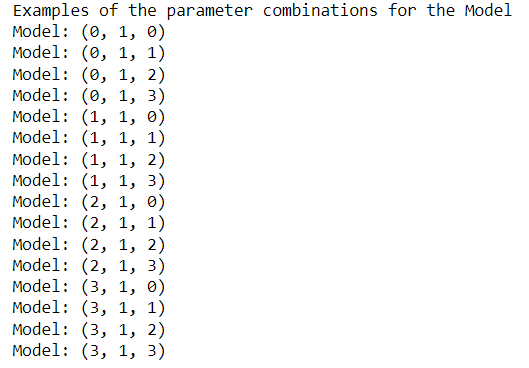 Examples of the parameter combinations for the Model
Model: (0, 1, 0)
Model: (0, 1, 1)
Model: (0, 1, 2)
Model: (0, 1, 3)
Model: (1, 1, 0)
Model: (1, 1, 1)
Model: (1, 1, 2)
Model: (1, 1, 3)
Model: (2, 1, 0)
Model: (2, 1, 1)
Model: (2, 1, 2)
Model: (2, 1, 3)
Model: (3, 1, 0)
Model: (3, 1, 1)
Model: (3, 1, 2)
Model: (3, 1, 3)